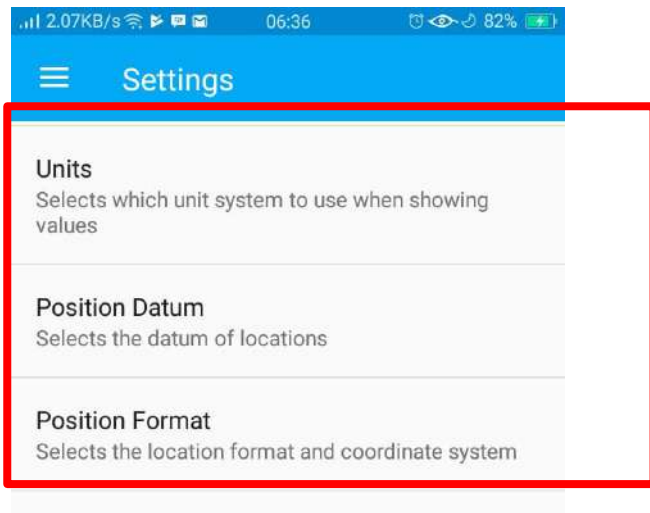 2.07KB/s 06:36 82%
Settings
Units
Selects which unit system to use when showing
values
Position Datum
Selects the datum of locations
Position Format
Selects the location format and coordinate system